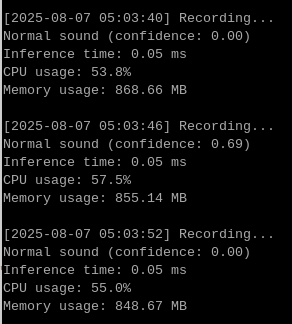 [2025-08-07 05:03:40] Recording...
Normal sound (confidence: 0.00)
Inference time: 0.05 ms
CPU usage: 53.8%
Memory usage: 868.66 MB
[2025-08-07 05:03:46] Recording...
Normal sound (confidence: 0.69)
Inference time: 0.05 ms
CPU usage: 57.5%
Memory usage: 855.14 MB
[2025-08-07 05:03:52] Recording...
Normal sound (confidence: 0.00)
Inference time: 0.05 ms
CPU usage: 55.0%
Memory usage: 848.67 MB